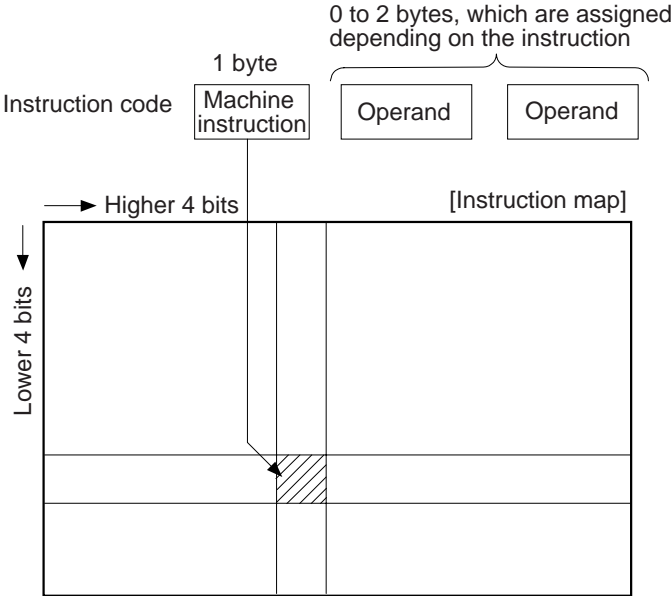 0 to 2 bytes, which are assigned
depending on the instruction
1 byte
Instruction code
Machine
instruction
Operand
Operand
Higher 4 bits
[Instruction map]
Lower 4 bits